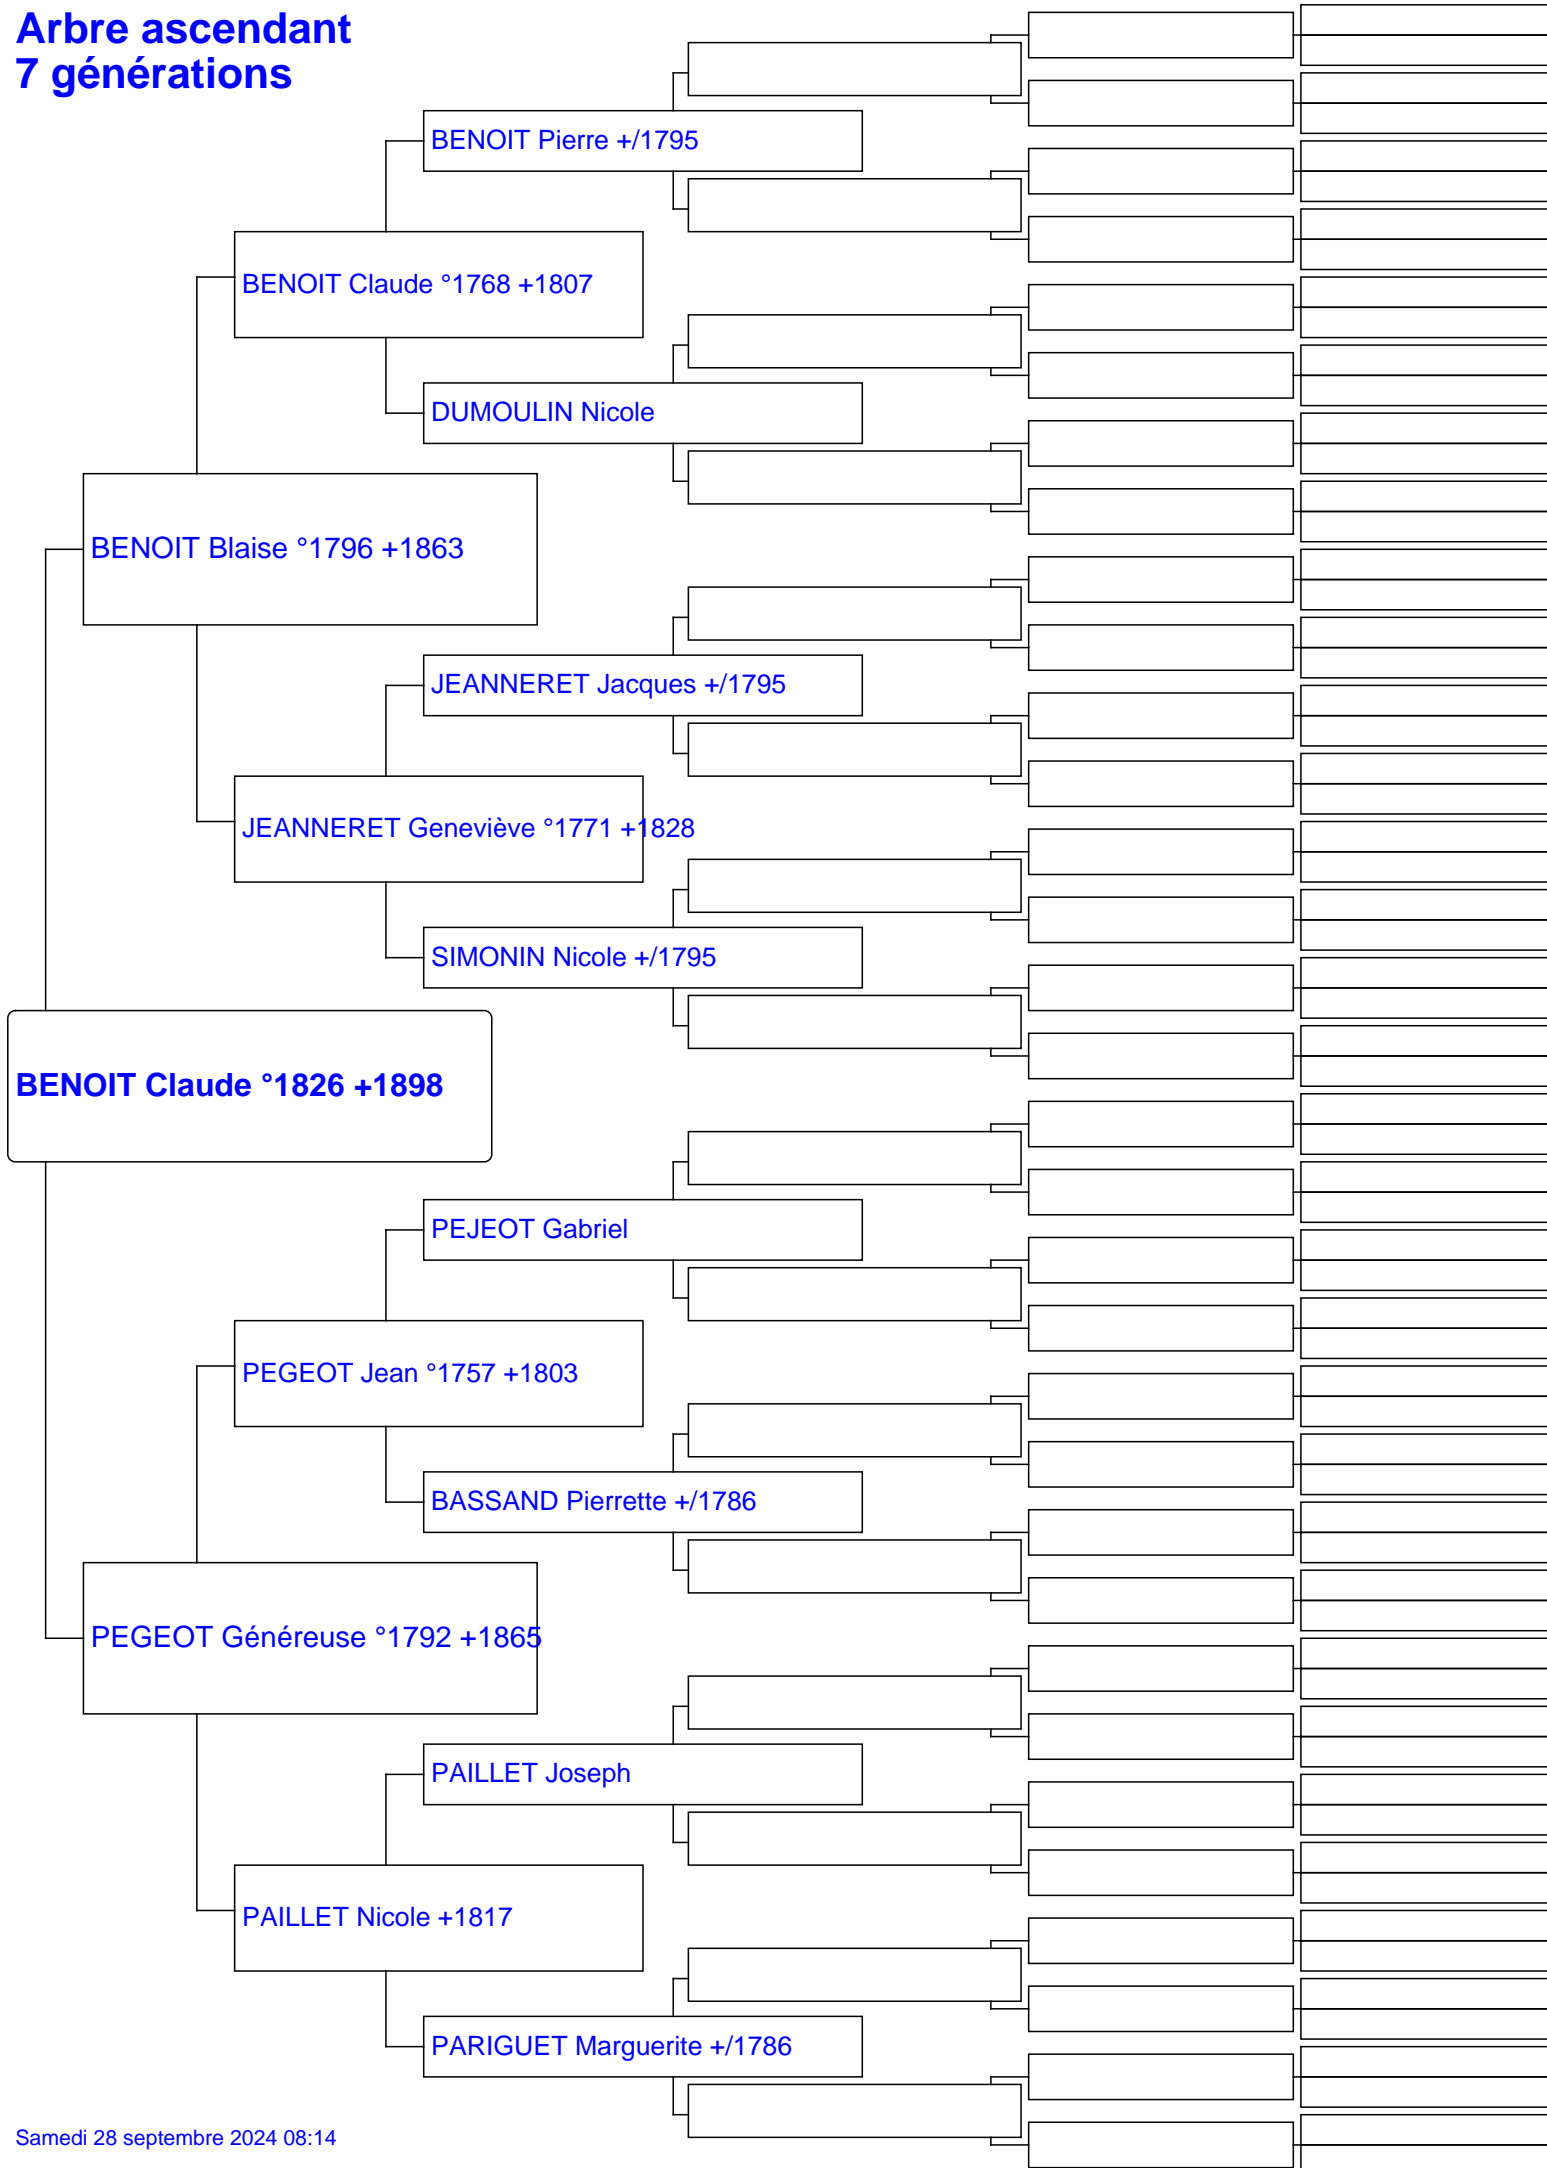 Arbre ascendant
7 générations
BENOIT Pierre +/1795
BENOIT Claude °1768 +1807
DUMOULIN Nicole
BENOIT Blaise °1796 +1863
JEANNERET Jacques +/1795
JEANNERET Geneviève °1771 +1828
SIMONIN Nicole +/1795
BENOIT Claude °1826 +1898
PEJEOT Gabriel
PEGEOT Jean °1757 +1803
BASSAND Pierrette +/1786
PEGEOT Généreuse °1792 +1865
PAILLET Joseph
PAILLET Nicole +1817
PARIGUET Marguerite +/1786
Samedi 28 septembre 2024 08:14